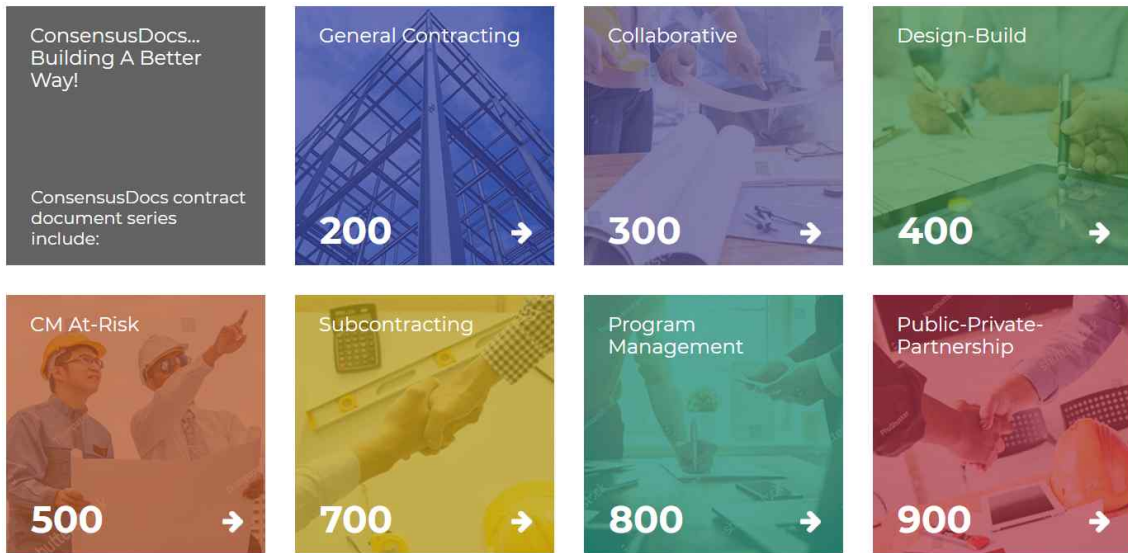 ConsensusDocs...
Building A Better
Way!
ConsensusDocs contract
document series
include:
General Contracting
200
Collaborative
300
Design-Build
400
CM At-Risk
500
Subcontracting
700
Program
Management
800
Public-Private-
Partnership
900